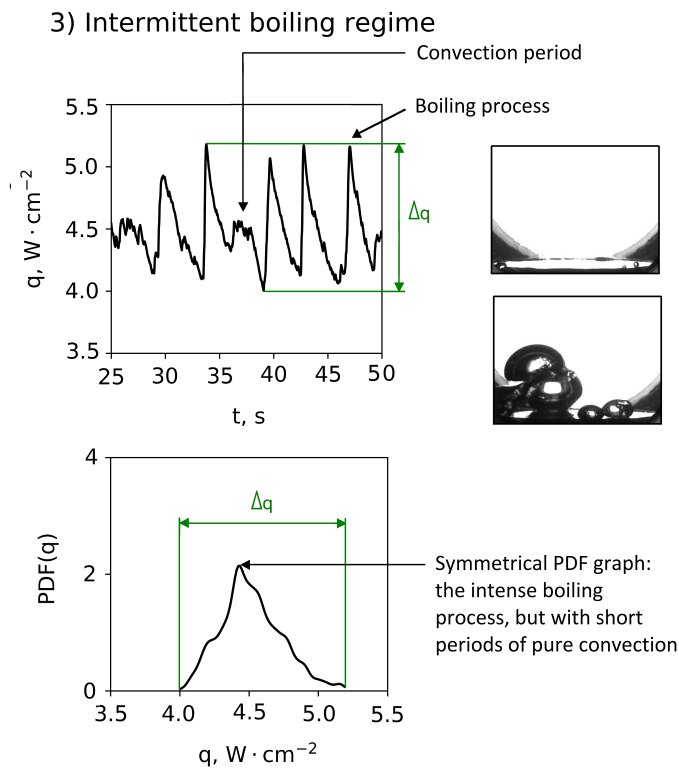 3) Intermittent boiling regime
Convection period
Boiling process
5.5
5.0
4.5
4.0
3.5
q, W · cm⁻²
Δq
25 30 35 40 45 50
t, s
4
2
0
PDF(q)
Δq
Symmetrical PDF graph:
the intense boiling
process, but with short
periods of pure convection
3.5 4.0 4.5 5.0 5.5
q, W · cm⁻²